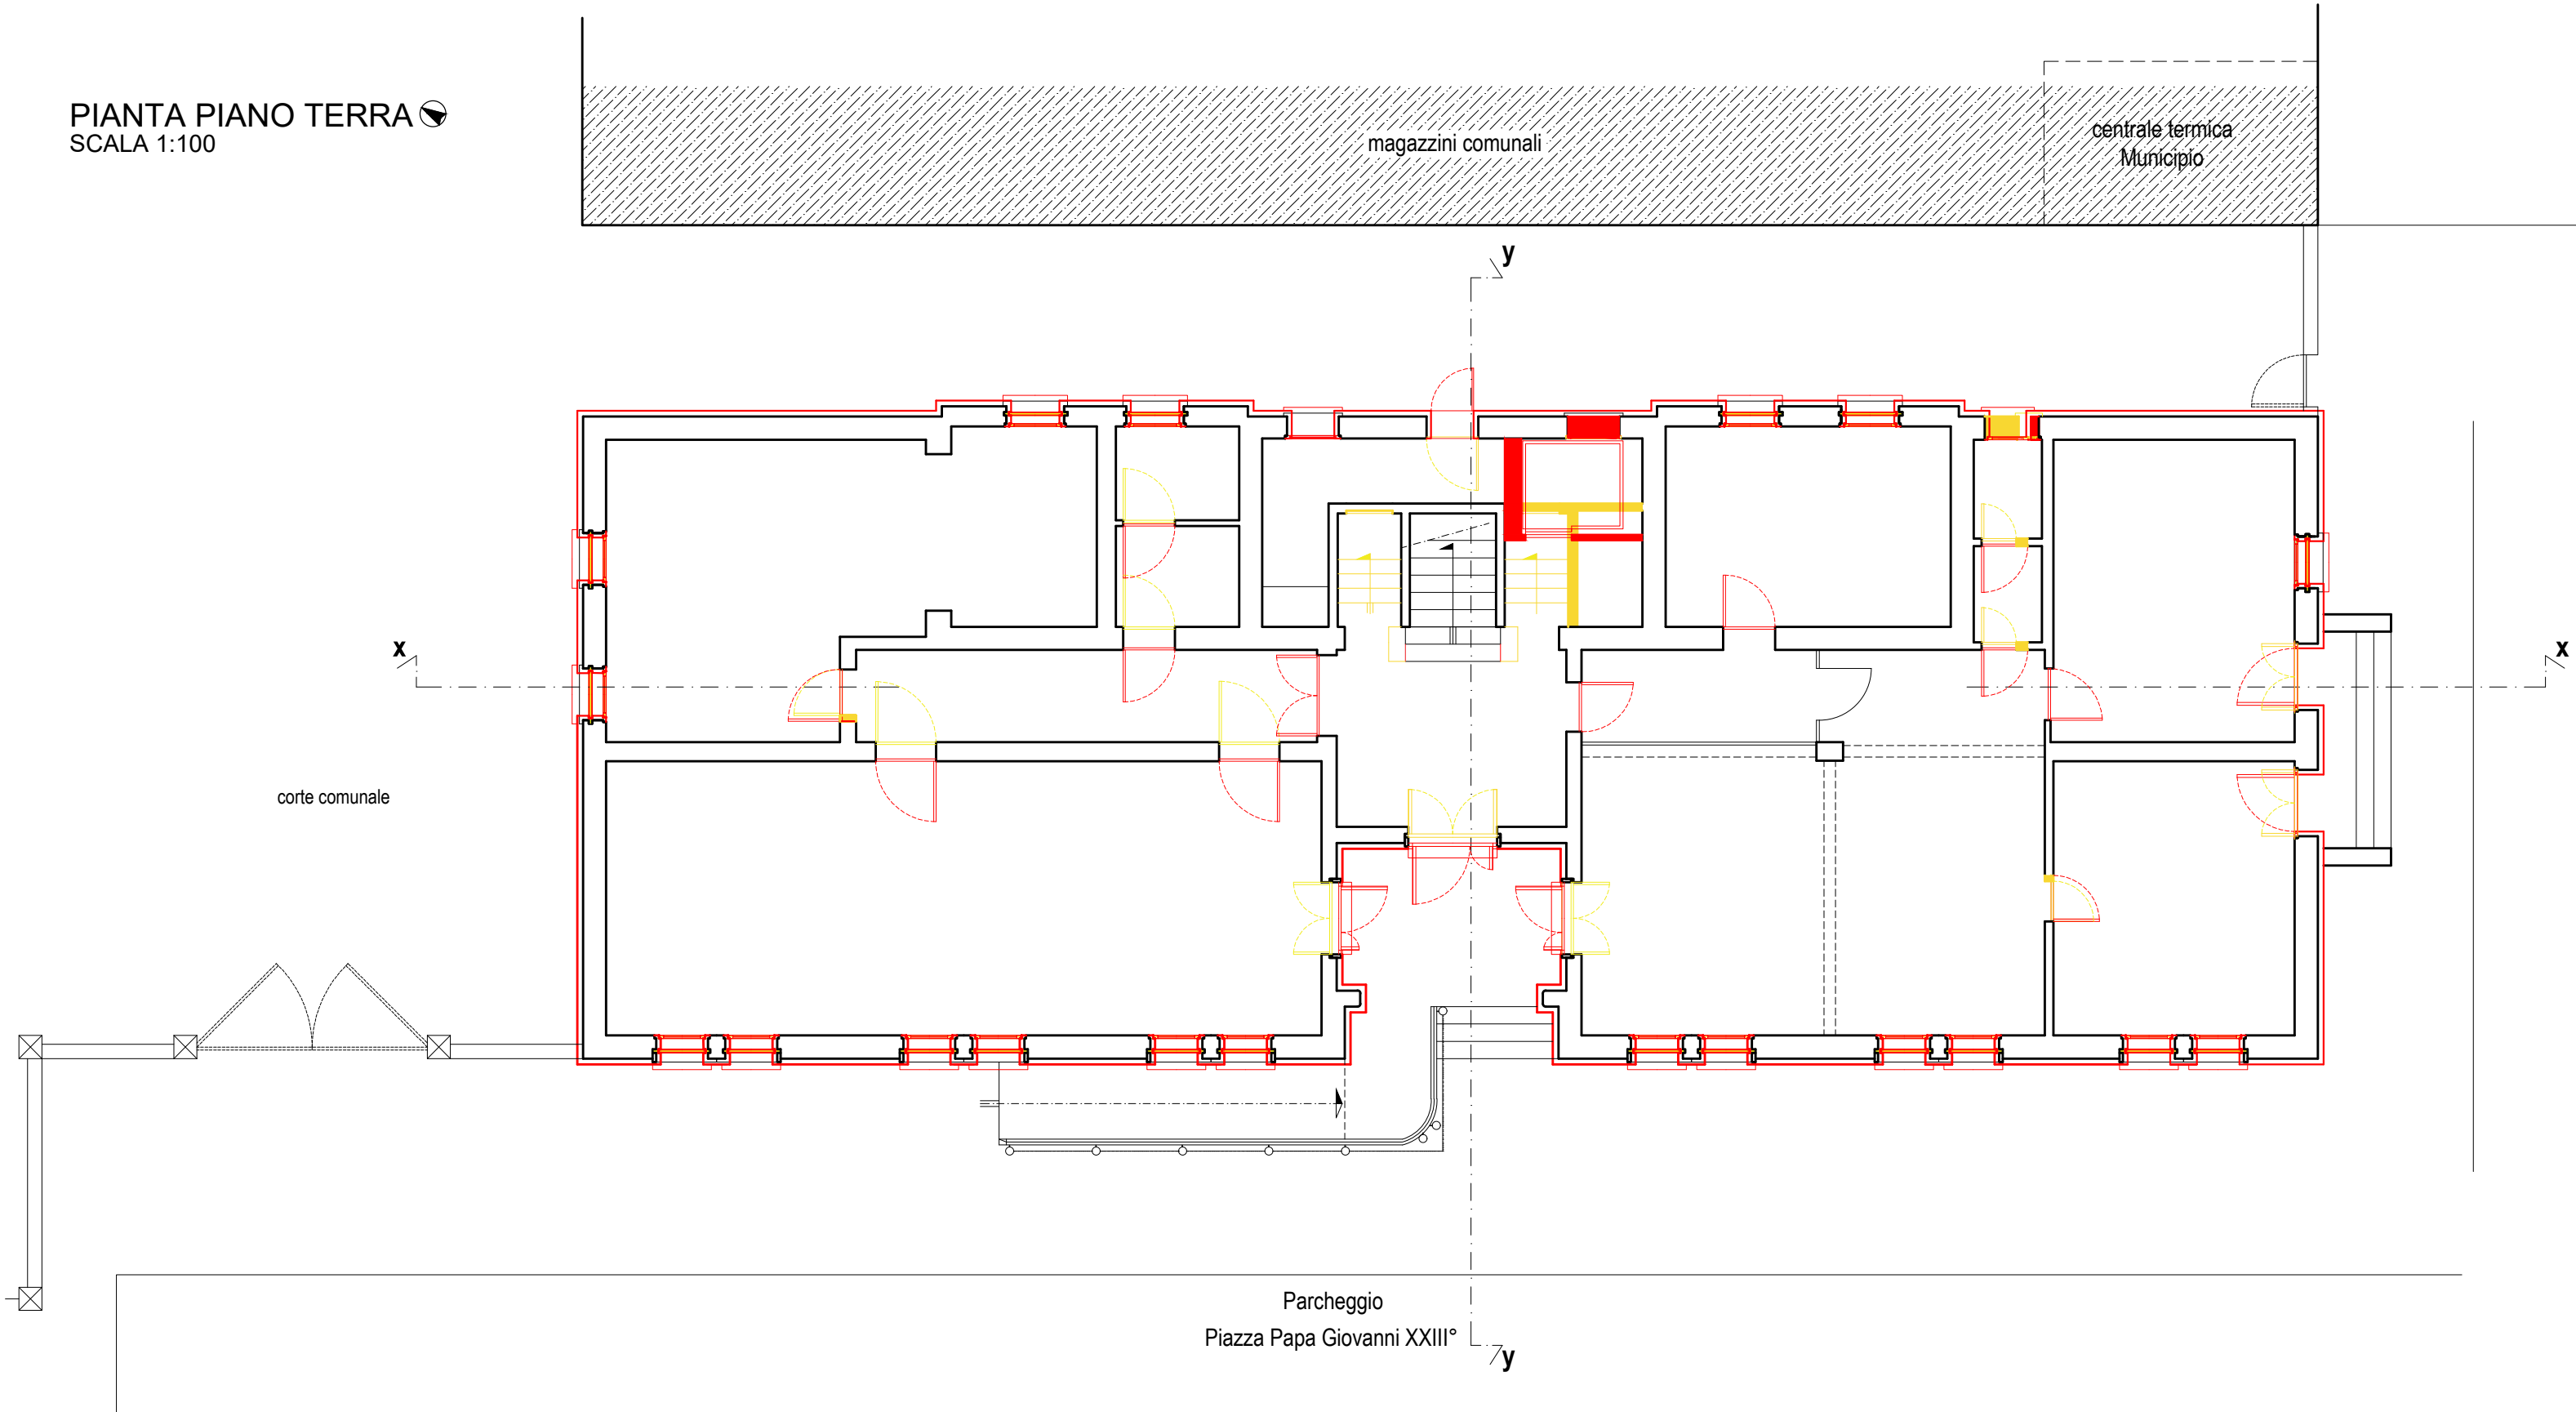 PIANTA PIANO TERRA
SCALA 1:100
magazzini comunali
centrale termica
Municipio
y
x
x
corte comunale
Parcheggio
Piazza Papa Giovanni XXIII°
y